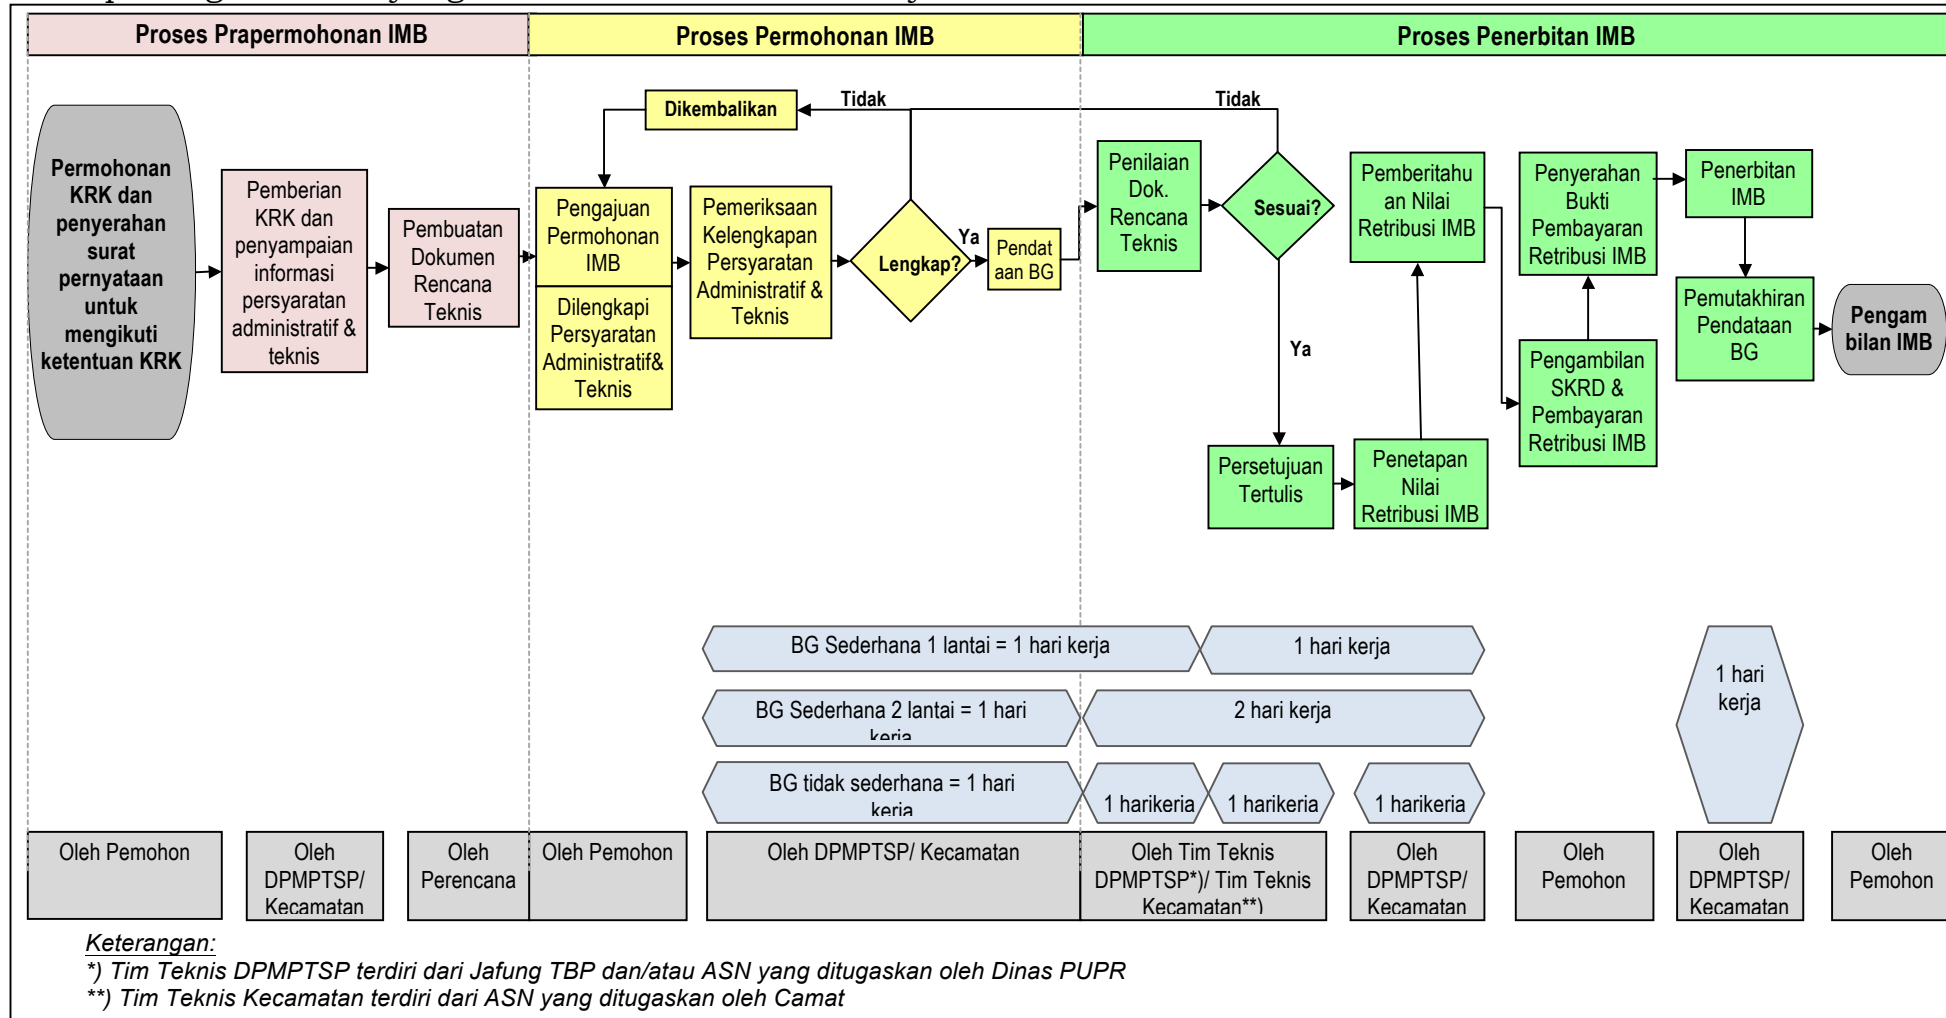 Proses Prapermohonan IMB
Proses Permohonan IMB
Proses Penerbitan IMB
Permohonan
KRK dan
penyerahan
surat
pernyataan
untuk
mengikuti
ketentuan KRK
Pemberian
KRK dan
penyampaian
informasi
persyaratan
administratif &
teknis
Pembuatan
Dokumen
Rencana
Teknis
Dikembalikan
Tidak
Pengajuan
Permohonan
IMB
Dilengkapi
Persyaratan
Administratif&
Teknis
Pemeriksaan
Kelengkapan
Persyaratan
Administratif &
Teknis
Lengkap?
Ya
Pendat
aan BG
Tidak
Penilaian
Dok.
Rencana
Teknis
Sesuai?
Ya
Persetujuan
Tertulis
Penetapan
Nilai
Retribusi IMB
Pemberitahu
an Nilai
Retribusi IMB
Pengambilan
SKRD &
Pembayaran
Retribusi IMB
Penyerahan
Bukti
Pembayaran
Retribusi IMB
Penerbitan
IMB
Pemutakhiran
Pendataan
BG
Pengam
bilan IMB
BG Sederhana 1 lantai = 1 hari kerja
1 hari kerja
BG Sederhana 2 lantai = 1 hari
kerja
2 hari kerja
BG tidak sederhana = 1 hari
kerja
1 harikerja
1 harikerja
1 harikerja
1 hari
kerja
Oleh Pemohon
Oleh
DPMPTSP/
Kecamatan
Oleh
Perencana
Oleh Pemohon
Oleh DPMPTSP/ Kecamatan
Oleh Tim Teknis
DPMPTSP*)/ Tim Teknis
Kecamatan**)
Oleh
DPMPTSP/
Kecamatan
Oleh
Pemohon
Oleh
DPMPTSP/
Kecamatan
Oleh
Pemohon
Keterangan:
*) Tim Teknis DPMPTSP terdiri dari Jafung TBP dan/atau ASN yang ditugaskan oleh Dinas PUPR
**) Tim Teknis Kecamatan terdiri dari ASN yang ditugaskan oleh Camat